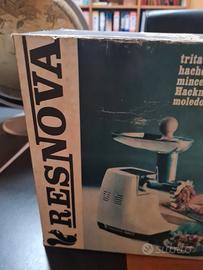 RESNOVA
trita
hache
mince
Hackn
moledo
subito